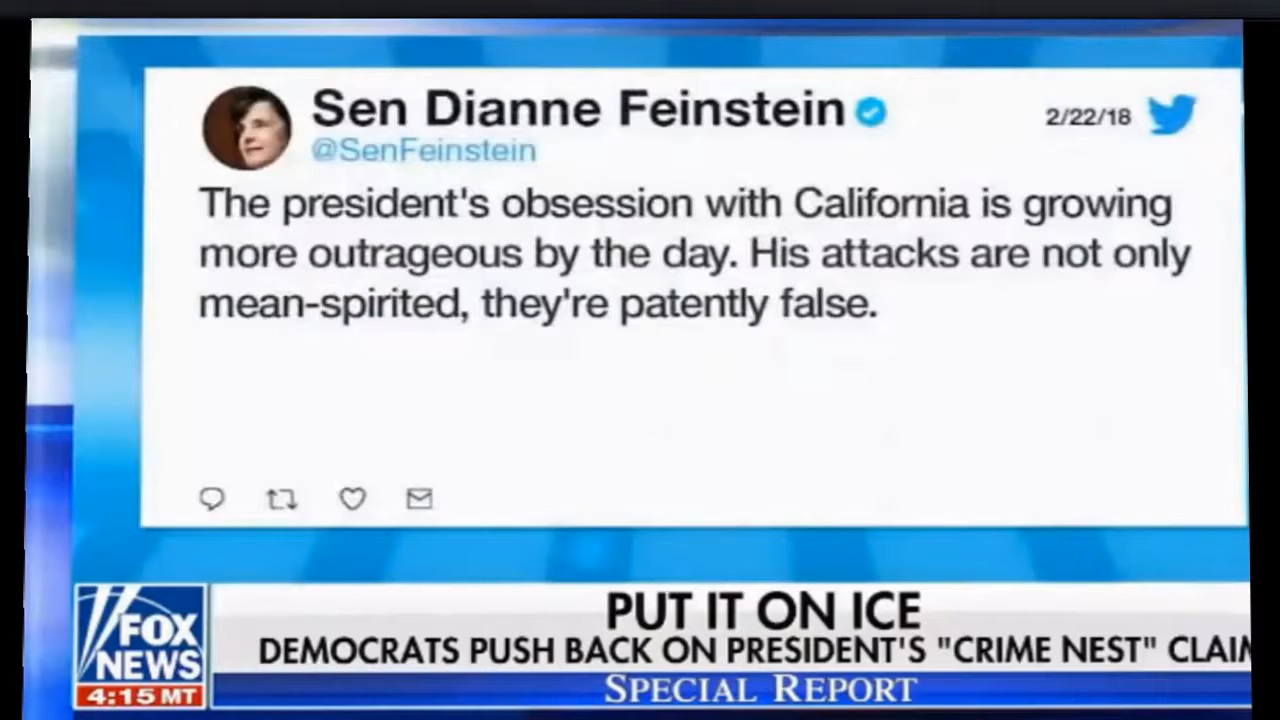 Sen Dianne Feinstein
2/22/18
@SenFeinstein
The president's obsession with California is growing
more outrageous by the day. His attacks are not only
mean-spirited, they're patently false.
PUT IT ON ICE
DEMOCRATS PUSH BACK ON PRESIDENT'S "CRIME NEST" CLAIM
FOX
NEWS
4:15 MT
SPECIAL REPORT